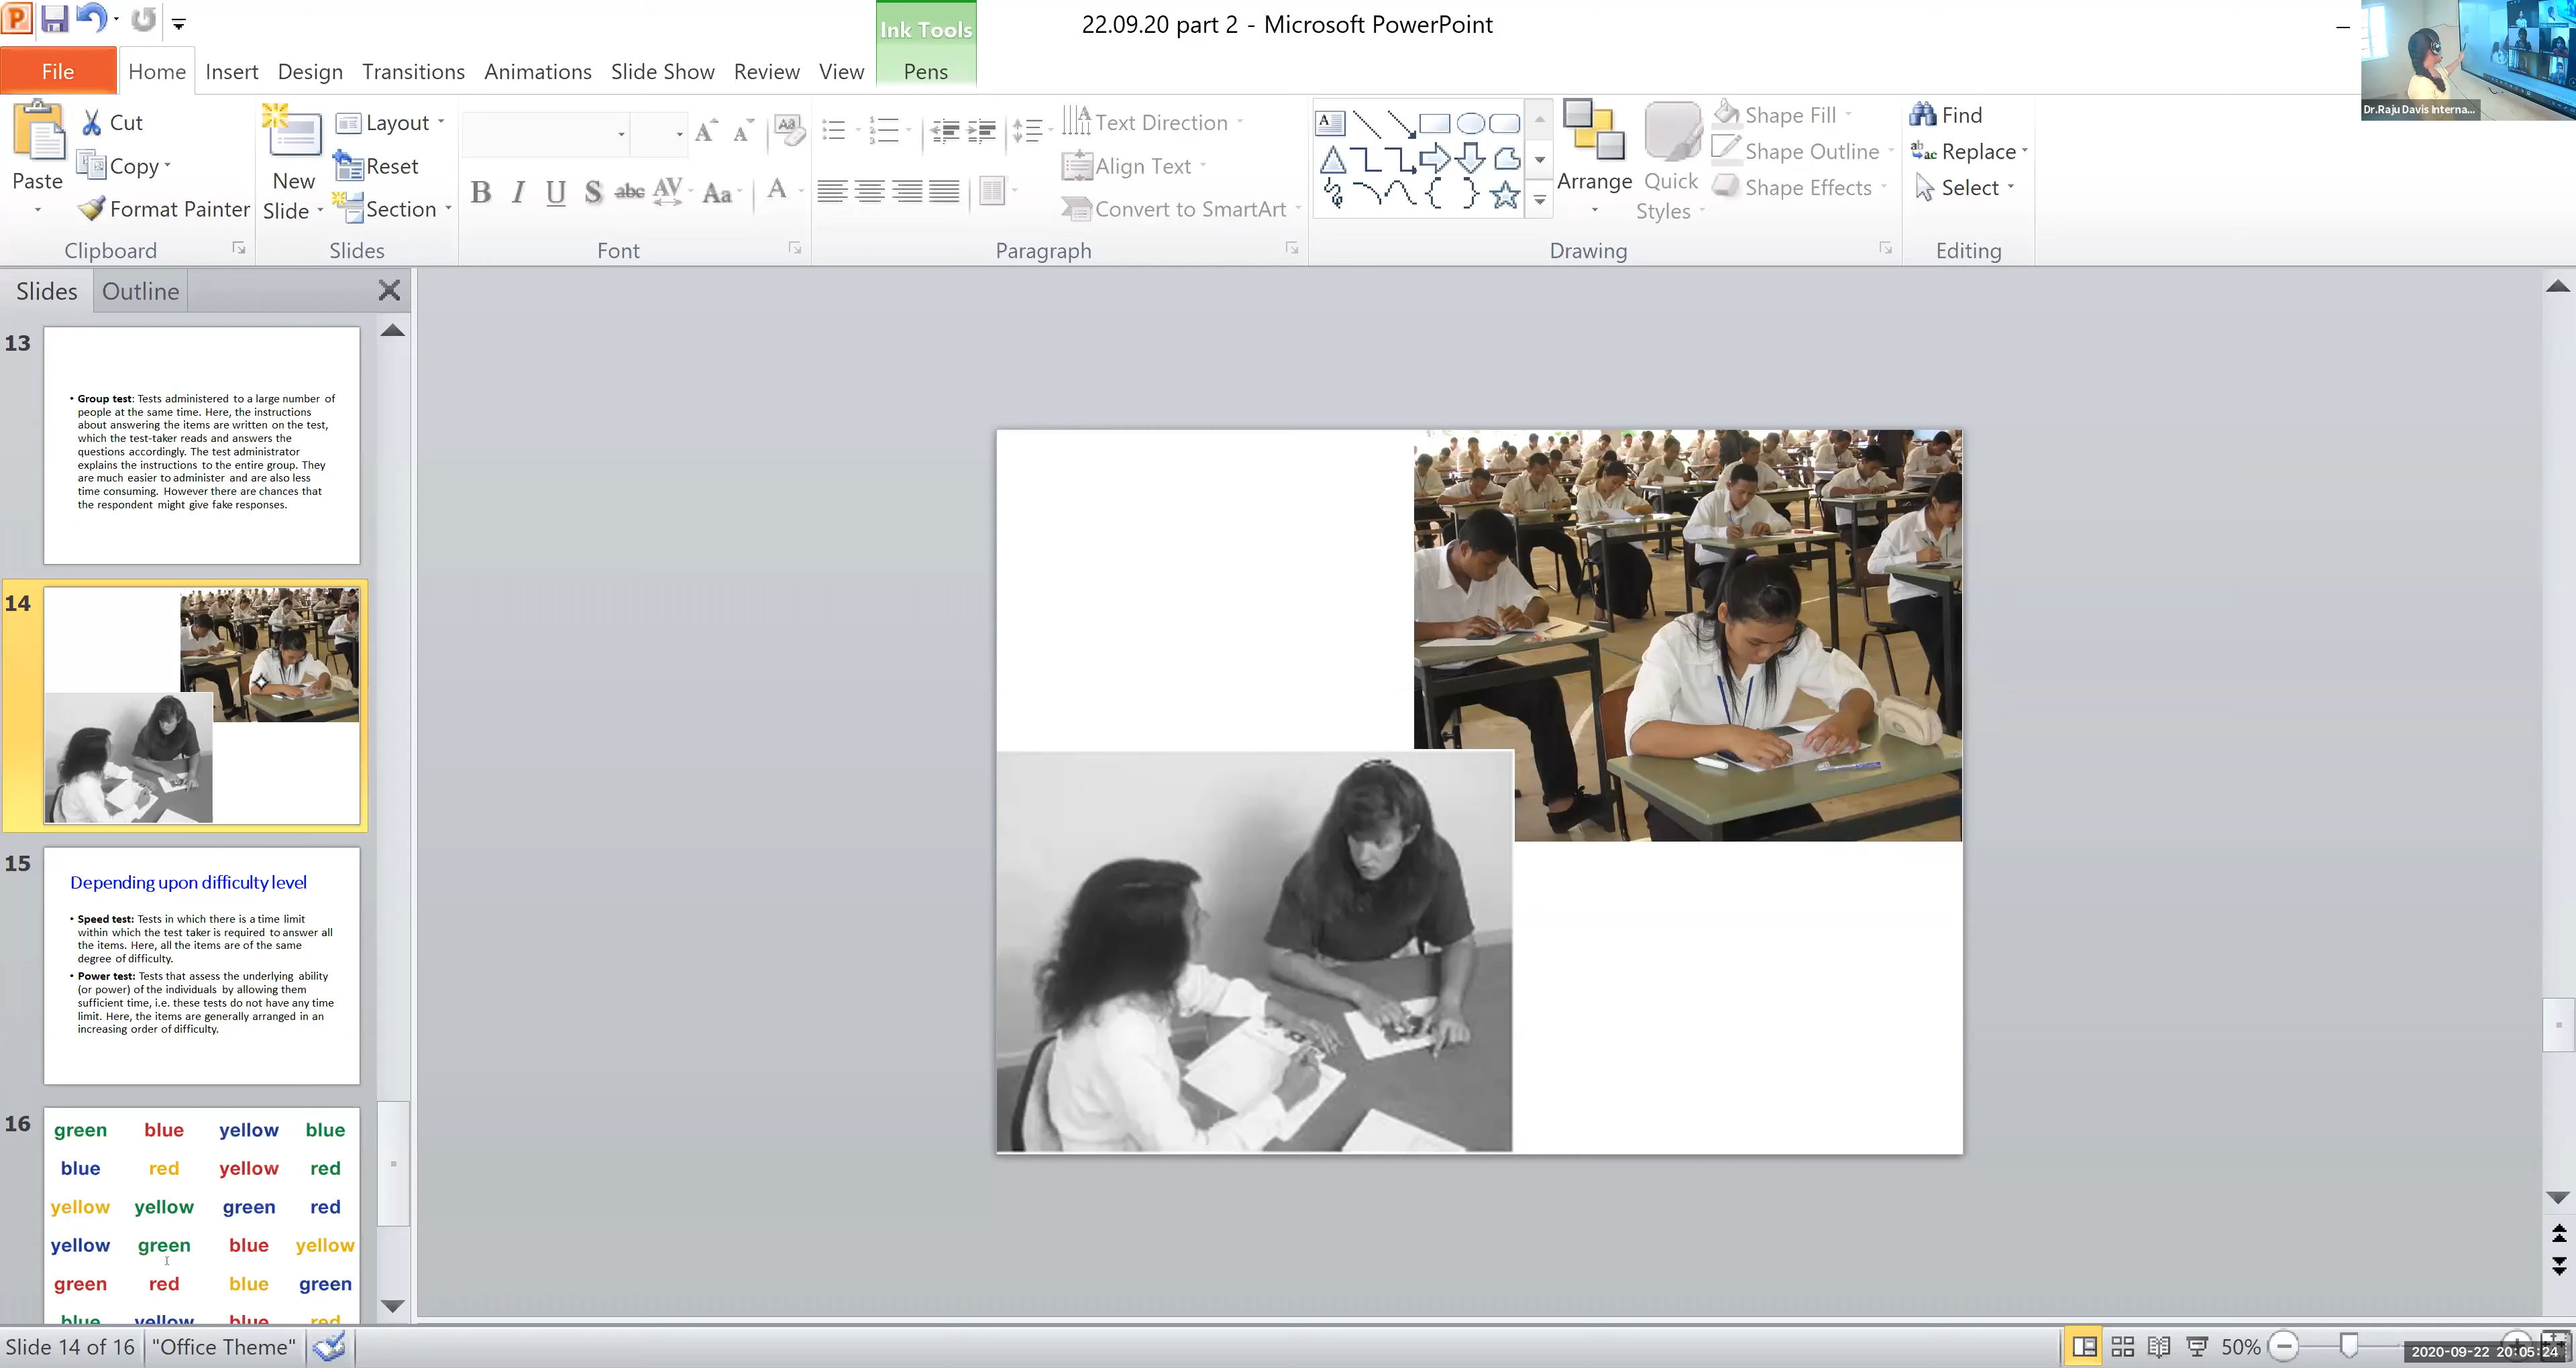 22.09.20 part 2 - Microsoft PowerPoint
Ink Tools
File Home Insert Design Transitions Animations Slide Show Review View Pens
Dr.Raju Davis Interna...
Paste
Cut
Copy
Format Painter
Clipboard
New Slide
Layout
Reset
Section
Slides
B I U S abc AV Aa A
Font
Text Direction
Align Text
Convert to SmartArt
Paragraph
Arrange
Quick Styles
Shape Fill
Shape Outline
Shape Effects
Drawing
Find
Replace
Select
Editing
Slides Outline
13
• Group test: Tests administered to a large number of
people at the same time. Here, the instructions
about answering the items are written on the test,
which the test-taker reads and answers the
questions accordingly. The test administrator
explains the instructions to the entire group. They
are much easier to administer and are also less
time consuming. However there are chances that
the respondent might give fake responses.
14
15
Depending upon difficulty level
• Speed test: Tests in which there is a time limit
within which the test taker is required to answer all
the items. Here, all the items are of the same
degree of difficulty.
• Power test: Tests that assess the underlying ability
(or power) of the individuals by allowing them
sufficient time, i.e. these tests do not have any time
limit. Here, the items are generally arranged in an
increasing order of difficulty.
16
green blue yellow blue
blue red yellow red
yellow yellow green red
yellow green blue yellow
green red blue green
blue yellow blue red
Slide 14 of 16 "Office Theme" 50%
2020-09-22 20:05:24